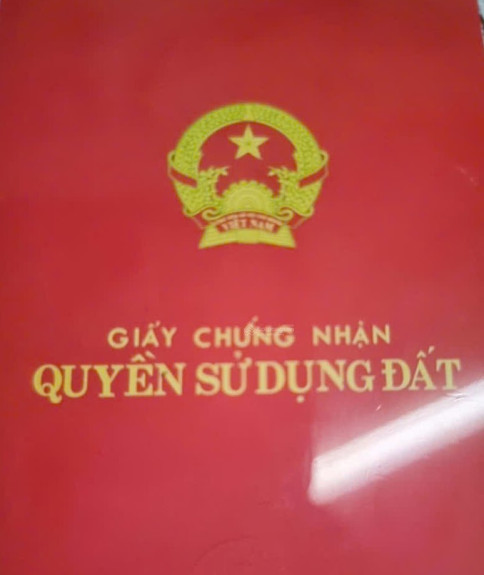 VIỆT NAM
GIẤY CHỨNG NHẬN
QUYỀN SỬ DỤNG ĐẤT